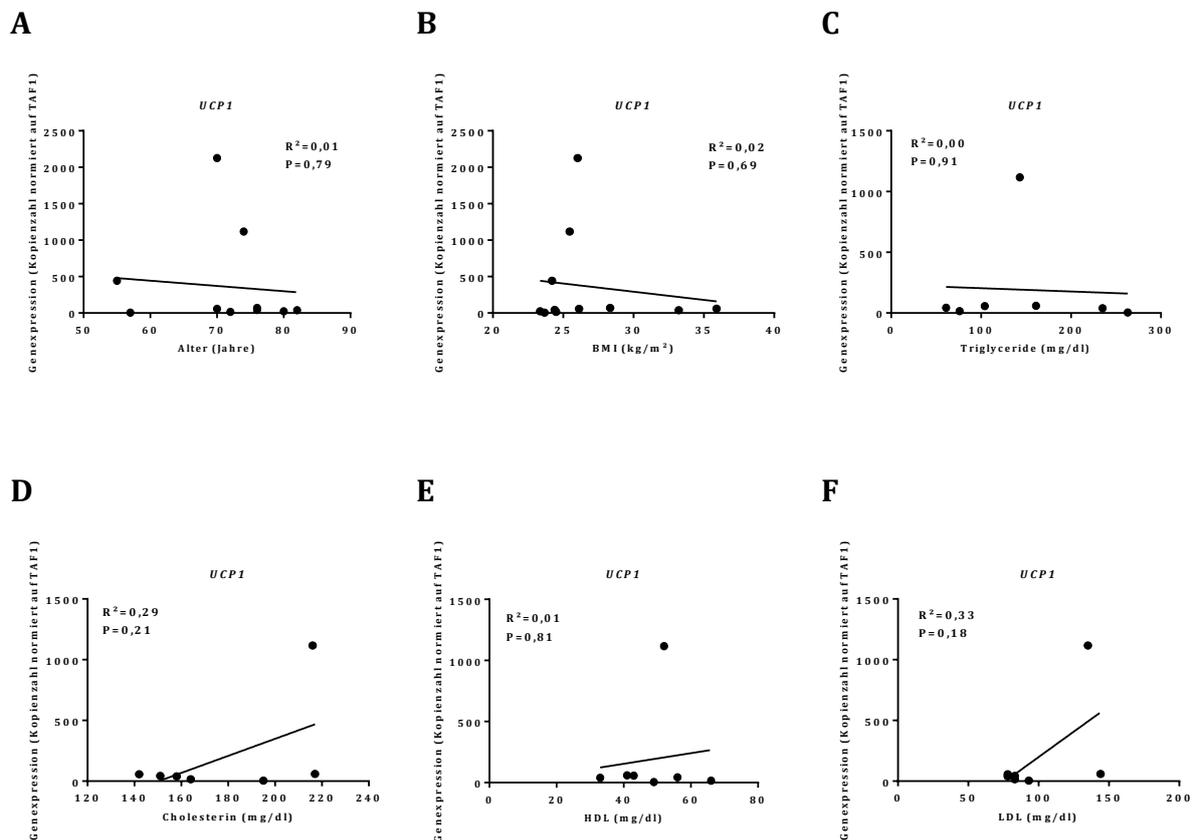 A
UCP1
R²=0,01
P=0,79
Genexpression (Kopienzahl normiert auf TAF1)
2500
2000
1500
1000
500
0
50 60 70 80 90
Alter (Jahre)
B
UCP1
R²=0,02
P=0,69
Genexpression (Kopienzahl normiert auf TAF1)
2500
2000
1500
1000
500
0
20 25 30 35 40
BMI (kg/m²)
C
UCP1
R²=0,00
P=0,91
Genexpression (Kopienzahl normiert auf TAF1)
1500
1000
500
0
0 100 200 300
Triglyceride (mg/dl)
D
UCP1
R²=0,29
P=0,21
Genexpression (Kopienzahl normiert auf TAF1)
1500
1000
500
0
120 140 160 180 200 220 240
Cholesterin (mg/dl)
E
UCP1
R²=0,01
P=0,81
Genexpression (Kopienzahl normiert auf TAF1)
1500
1000
500
0
0 20 40 60 80
HDL (mg/dl)
F
UCP1
R²=0,33
P=0,18
Genexpression (Kopienzahl normiert auf TAF1)
1500
1000
500
0
0 50 100 150 200
LDL (mg/dl)